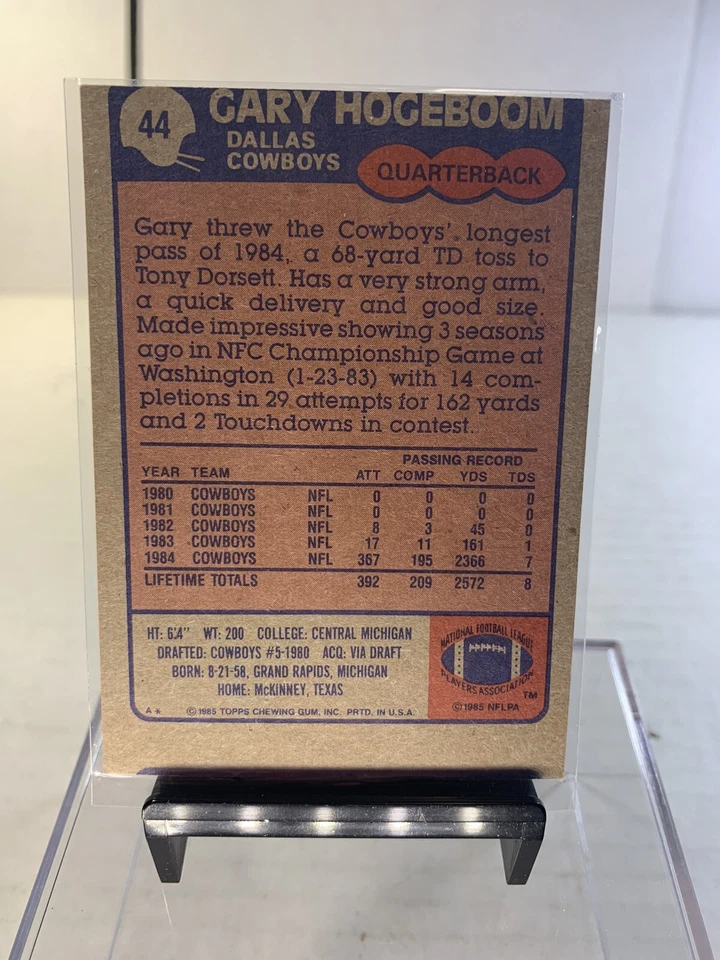 44
GARY HOGEBOOM
DALLAS
COWBOYS
QUARTERBACK
Gary threw the Cowboys' longest
pass of 1984, a 68-yard TD toss to
Tony Dorsett. Has a very strong arm,
a quick delivery and good size.
Made impressive showing 3 seasons
ago in NFC Championship Game at
Washington (1-23-83) with 14 com-
pletions in 29 attempts for 162 yards
and 2 Touchdowns in contest.
PASSING RECORD
YEAR TEAM ATT COMP YDS TDS
1980 COWBOYS NFL 0 0 0 0
1981 COWBOYS NFL 0 0 0 0
1982 COWBOYS NFL 8 3 45 0
1983 COWBOYS NFL 17 11 161 1
1984 COWBOYS NFL 367 195 2366 7
LIFETIME TOTALS 392 209 2572 8
HT: 6'4" WT: 200 COLLEGE: CENTRAL MICHIGAN
DRAFTED: COWBOYS #5-1980 ACQ: VIA DRAFT
BORN: 8-21-58, GRAND RAPIDS, MICHIGAN
HOME: McKINNEY, TEXAS
A* ©1985 TOPPS CHEWING GUM, INC. PRTD. IN U.S.A.
NATIONAL FOOTBALL LEAGUE
PLAYERS ASSOCIATION
TM
©1985 NFLPA